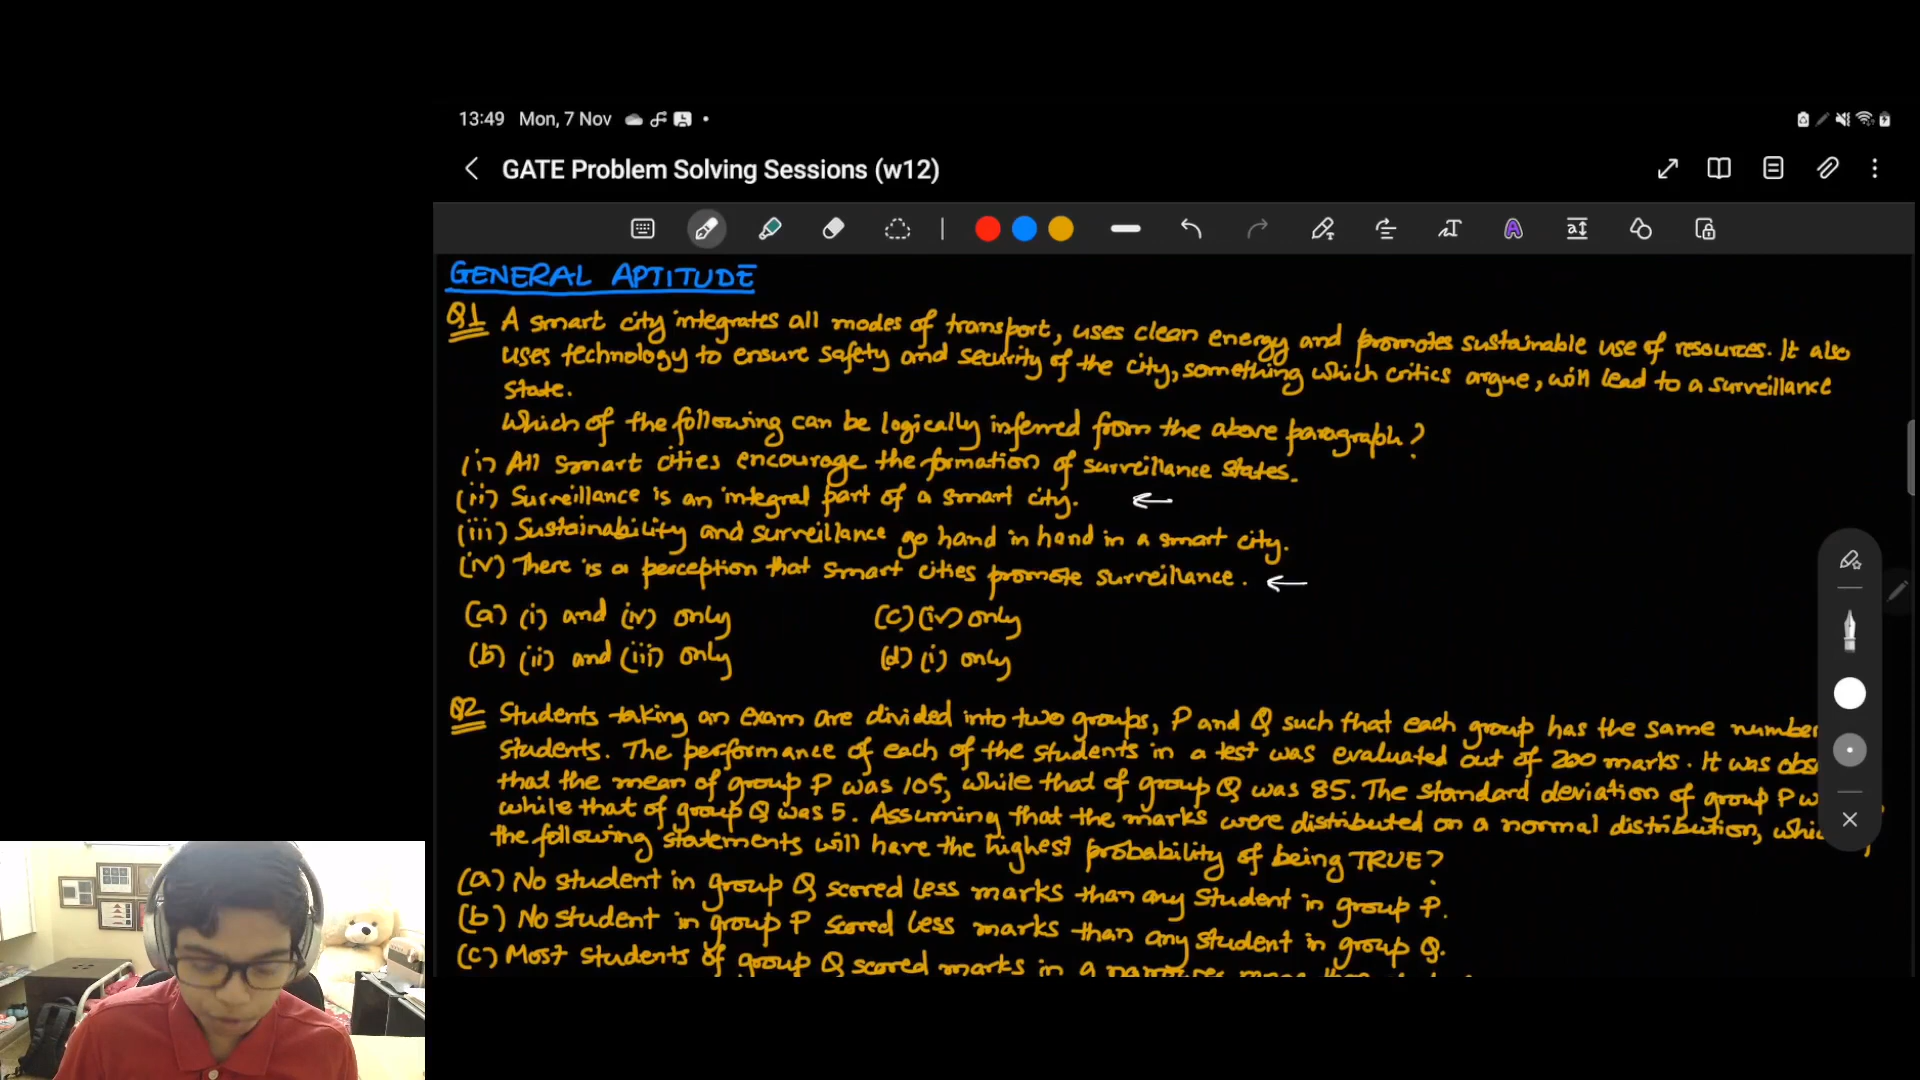 13:49 Mon, 7 Nov
GATE Problem Solving Sessions (w12)
GENERAL APTITUDE
Q1 A smart city integrates all modes of transport, uses clean energy and promotes sustainable use of resources. It also
uses technology to ensure safety and security of the city, something which critics argue, will lead to a surveillance
state.
Which of the following can be logically inferred from the above paragraph?
(i) All smart cities encourage the formation of surveillance states.
(ii) Surveillance is an integral part of a smart city. ←
(iii) Sustainability and surveillance go hand in hand in a smart city.
(iv) There is a perception that smart cities promote surveillance. ←
(a) (i) and (iv) only (c) (iv) only
(b) (ii) and (iii) only (d) (i) only
Q2 Students taking an exam are divided into two groups, P and Q such that each group has the same number
students. The performance of each of the students in a test was evaluated out of 200 marks. It was obs
that the mean of group P was 105, while that of group Q was 85. The standard deviation of group P w
while that of group Q was 5. Assuming that the marks were distributed on a normal distribution, whic
the following statements will have the highest probability of being TRUE?
(a) No student in group Q scored less marks than any student in group P.
(b) No student in group P scored less marks than any student in group Q.
(c) Most students of group Q scored marks in a narrower range than